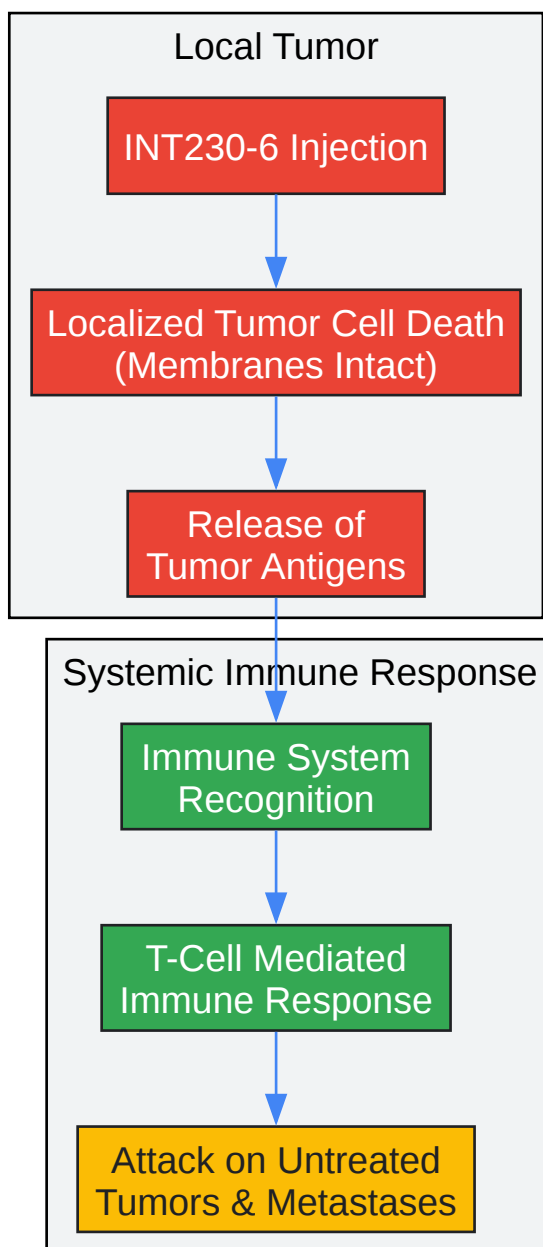 Local Tumor
INT230-6 Injection
Localized Tumor Cell Death
(Membranes Intact)
Release of
Tumor Antigens
Systemic Immune Response
Immune System
Recognition
T-Cell Mediated
Immune Response
Attack on Untreated
Tumors & Metastases